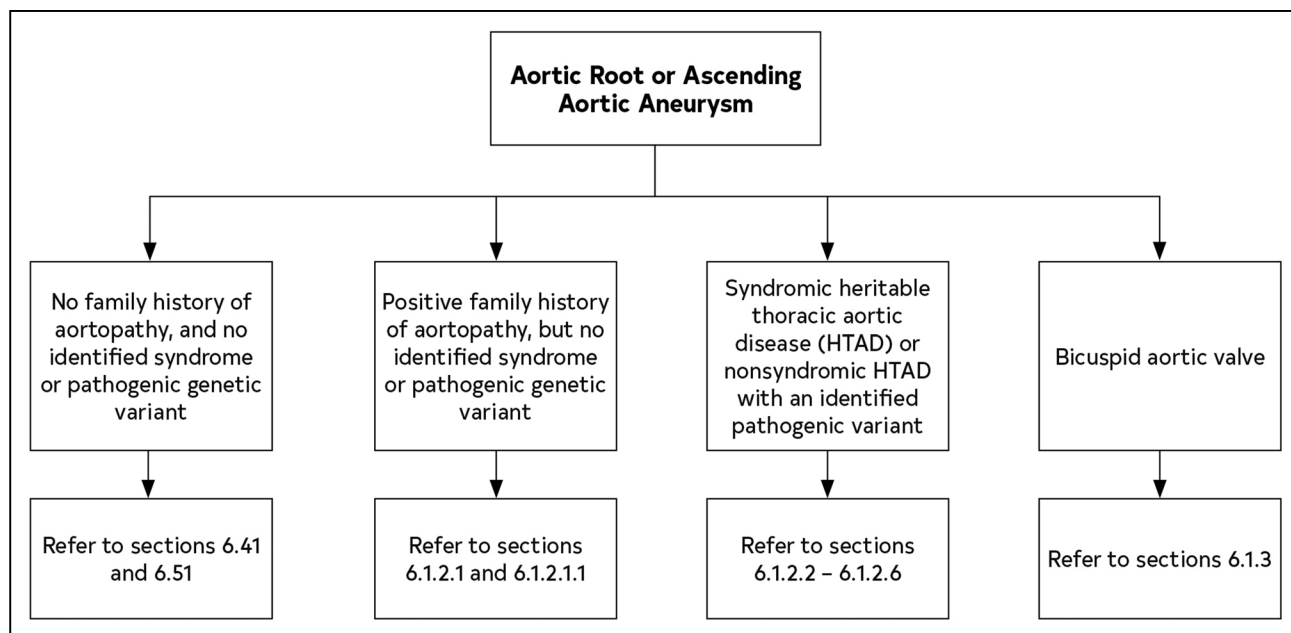 Aortic Root or Ascending
Aortic Aneurysm
No family history of
aortopathy, and no
identified syndrome
or pathogenic genetic
variant
Positive family history
of aortopathy, but no
identified syndrome
or pathogenic genetic
variant
Syndromic heritable
thoracic aortic
disease (HTAD) or
nonsyndromic HTAD
with an identified
pathogenic variant
Bicuspid aortic valve
Refer to sections 6.41
and 6.51
Refer to sections
6.1.2.1 and 6.1.2.1.1
Refer to sections
6.1.2.2 – 6.1.2.6
Refer to sections 6.1.3